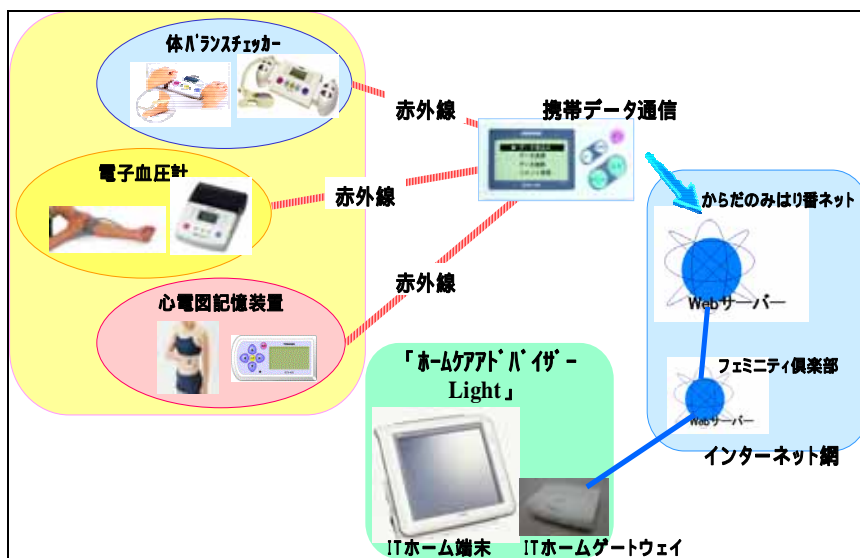 体ﾊﾞﾗﾝｽﾁｪｯｶｰ
赤外線
携帯データ通信
電子血圧計
赤外線
からだのみはり番ネット
Webサーバー
赤外線
心電図記憶装置
「ﾎｰﾑｹｱｱﾄﾞﾊﾞｲｻﾞｰ
Light」
フェミニティ倶楽部
Webサーバー
インターネット網
ITホーム端末
ITホームゲートウェイ